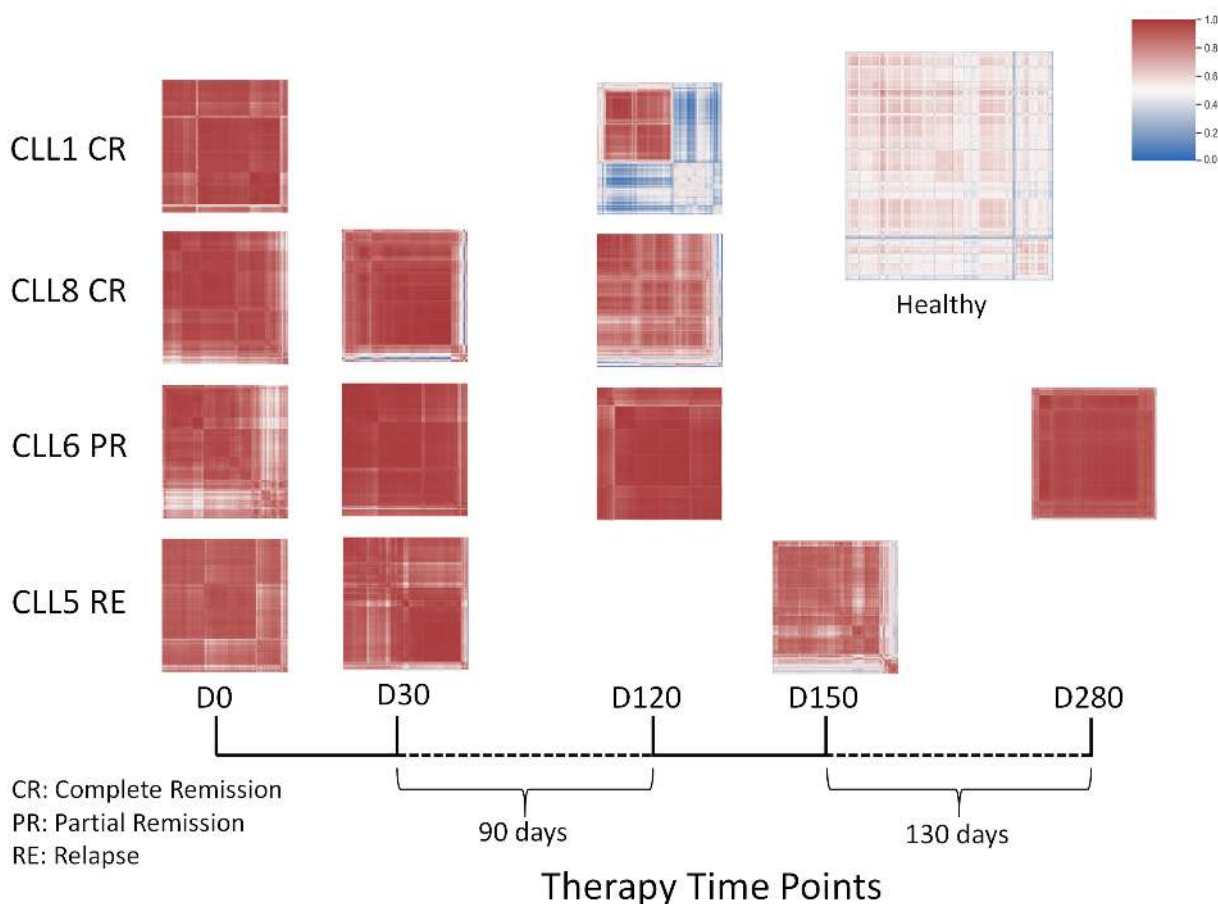 1.0
0.8
0.6
0.4
0.2
0.0
CLL1 CR
Healthy
CLL8 CR
CLL6 PR
CLL5 RE
D0
D30
D120
D150
D280
CR: Complete Remission
PR: Partial Remission
RE: Relapse
90 days
130 days
Therapy Time Points